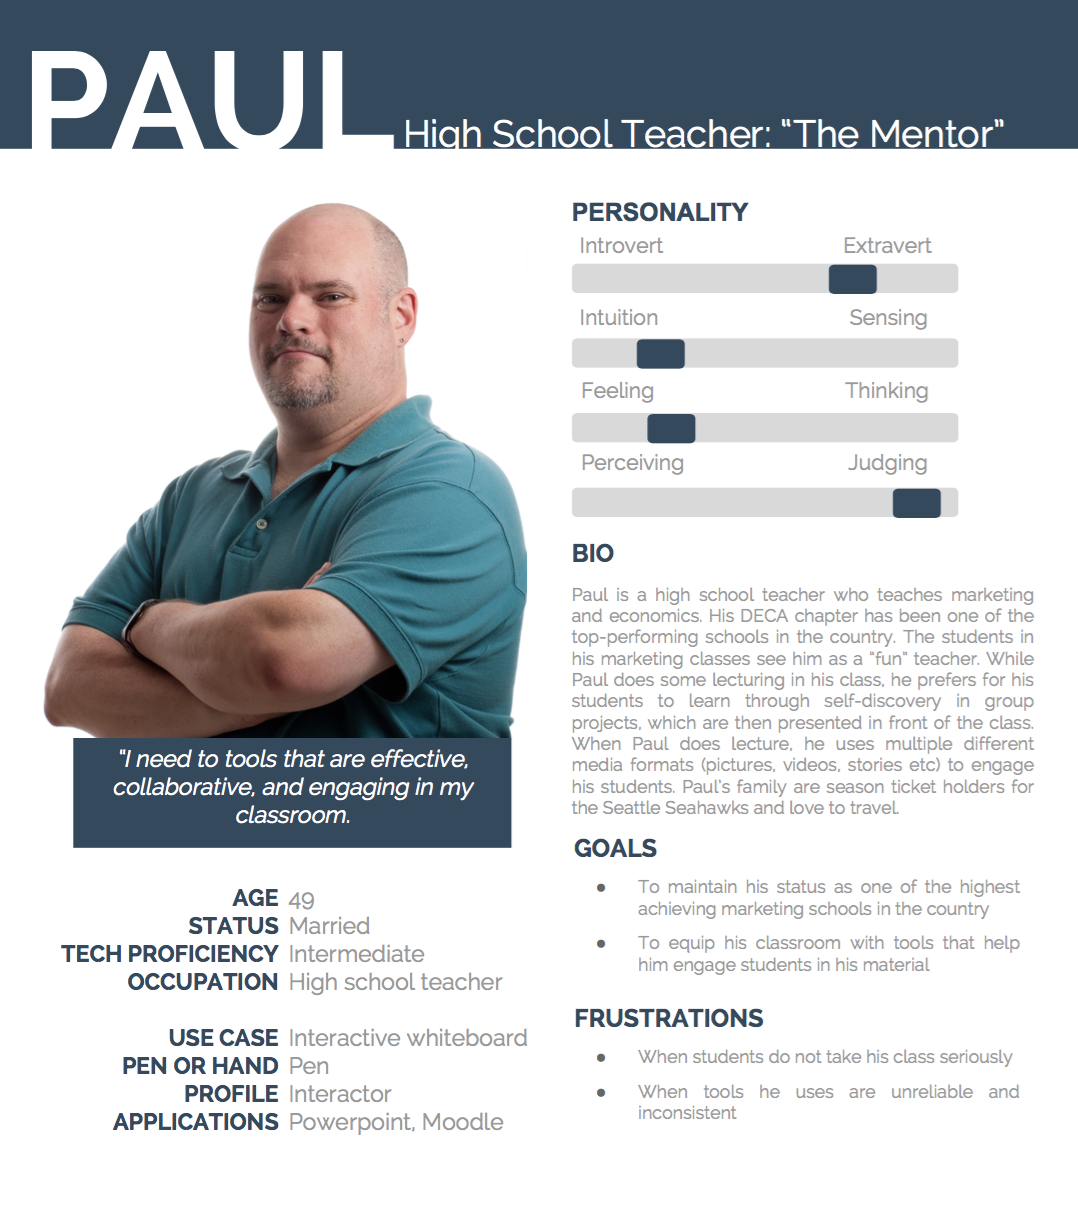 PAUL High School Teacher: "The Mentor"
PERSONALITY
Introvert Extravert
Intuition Sensing
Feeling Thinking
Perceiving Judging
BIO
Paul is a high school teacher who teaches marketing
and economics. His DECA chapter has been one of the
top-performing schools in the country. The students in
his marketing classes see him as a "fun" teacher. While
Paul does some lecturing in his class, he prefers for his
students to learn through self-discovery in group
projects, which are then presented in front of the class.
When Paul does lecture, he uses multiple different
media formats (pictures, videos, stories etc) to engage
his students. Paul's family are season ticket holders for
the Seattle Seahawks and love to travel.
"I need to tools that are effective,
collaborative, and engaging in my
classroom.
AGE 49
STATUS Married
TECH PROFICIENCY Intermediate
OCCUPATION High school teacher
USE CASE Interactive whiteboard
PEN OR HAND Pen
PROFILE Interactor
APPLICATIONS Powerpoint, Moodle
GOALS
● To maintain his status as one of the highest
achieving marketing schools in the country
● To equip his classroom with tools that help
him engage students in his material
FRUSTRATIONS
● When students do not take his class seriously
● When tools he uses are unreliable and
inconsistent